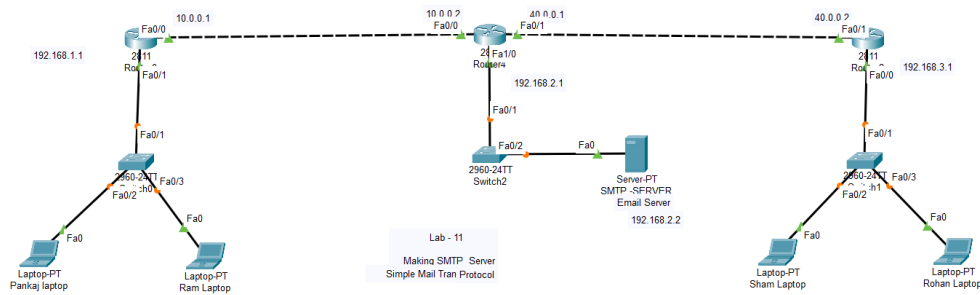 10.0.0.1
Fa0/0
192.168.1.1
2811
Fa0/1
Fa0/1
2960-24TT
Fa0/2
Fa0/3
Fa0
Fa0
Laptop-PT
Pankaj laptop
Laptop-PT
Ram Laptop
10.0.0.2
Fa0/0
40.0.0.1
Fa0/1
Fa1/0
Router4
192.168.2.1
Fa0/1
Fa0/2
Fa0
2960-24TT
Switch2
Server-PT
SMTP -SERVER
Email Server
192.168.2.2
Lab - 11
Making SMTP Server
Simple Mail Tran Protocol
40.0.0.2
Fa0/1
2811
Fa0/0
192.168.3.1
Fa0/1
2960-24TT
Fa0/2
Fa0/3
Fa0
Fa0
Laptop-PT
Sham Laptop
Laptop-PT
Rohan Laptop